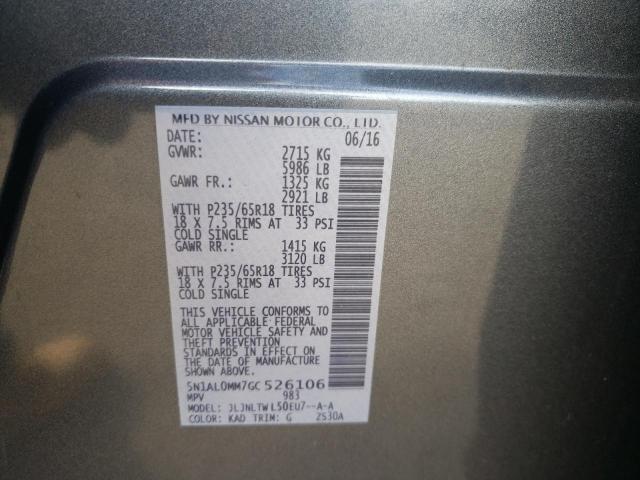 MFD BY NISSAN MOTOR CO., LTD.
DATE: 06/16
GVWR: 2715 KG
5986 LB
GAWR FR.: 1325 KG
2921 LB
WITH P235/65R18 TIRES
18 X 7.5 RIMS AT 33 PSI
COLD SINGLE
GAWR RR.: 1415 KG
3120 LB
WITH P235/65R18 TIRES
18 X 7.5 RIMS AT 33 PSI
COLD SINGLE
THIS VEHICLE CONFORMS TO
ALL APPLICABLE FEDERAL
MOTOR VEHICLE SAFETY
AND THEFT PREVENTION
STANDARDS IN EFFECT ON
THE DATE OF MANUFACTURE
SHOWN ABOVE.
5N1AL0MM7GC526106
MPV 983
MODEL: JLJNLTWL50EU7--A-A
COLOR: KAD TRIM: G 2530A